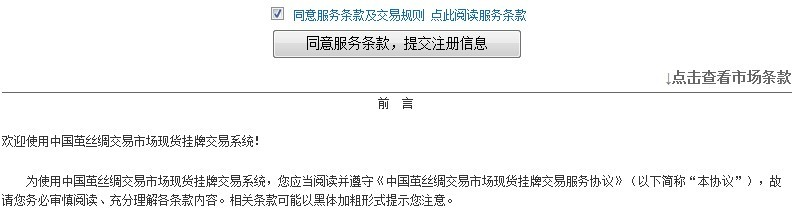 同意服务条款及交易规则 点此阅读服务条款
同意服务条款，提交注册信息
↓点击查看市场条款
前 言
欢迎使用中国茧丝绸交易市场现货挂牌交易系统!
为使用中国茧丝绸交易市场现货挂牌交易系统，您应当阅读并遵守《中国茧丝绸交易市场现货挂牌交易服务协议》（以下简称“本协议”），故
请您务必审慎阅读、充分理解各条款内容。相关条款可能以黑体加粗形式提示您注意。